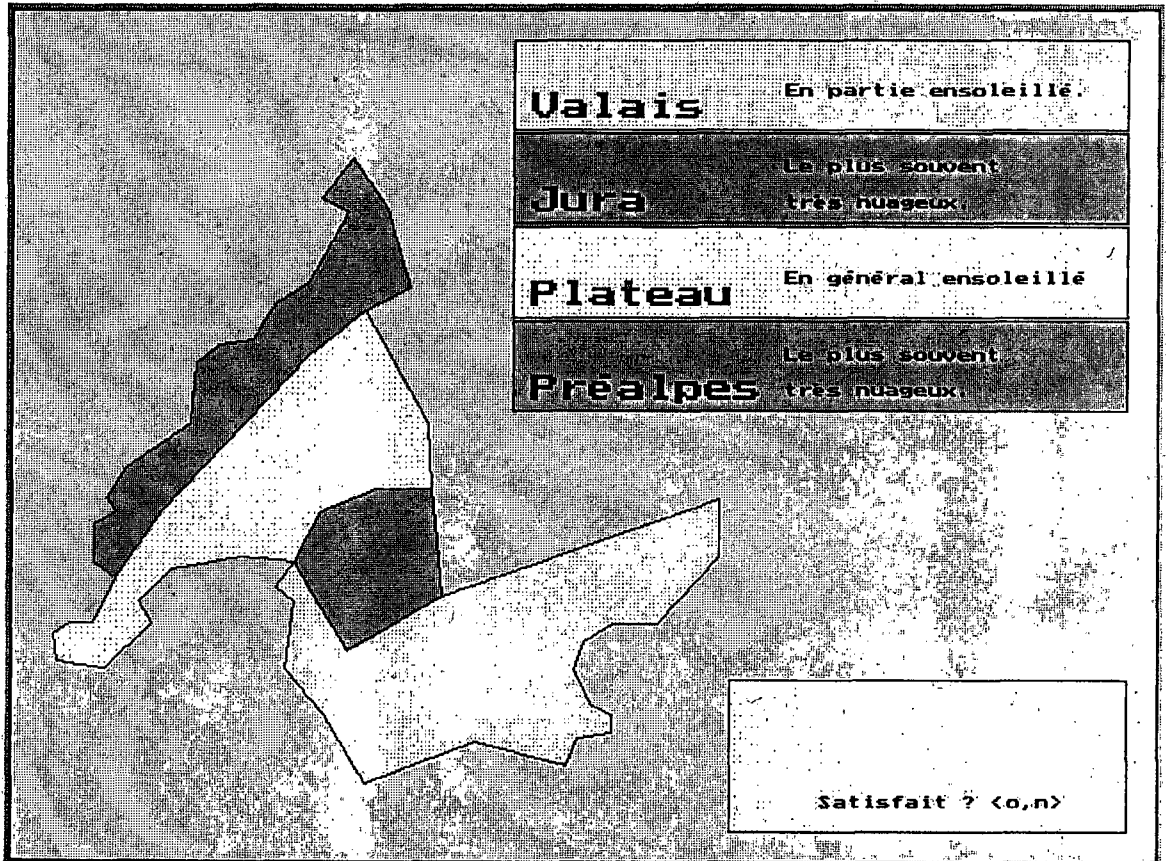 Valais
En partie ensoleillé.
Jura
Le plus souvent
très nuageux.
Plateau
En général ensoleillé
Préalpes
Le plus souvent
très nuageux.
Satisfait ? <o,n>